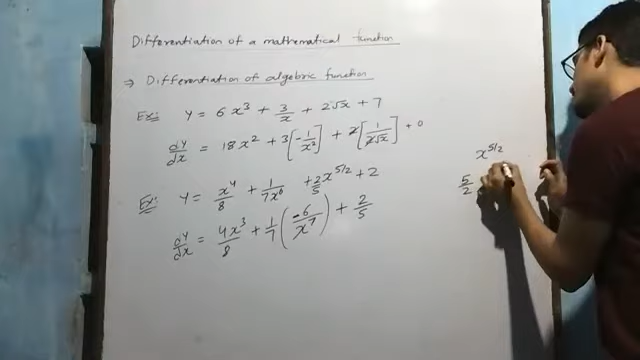 Differentiation of a mathematical function
⇒ Differentiation of algebric function
Ex: y = 6x³ + 3/x + 2√x + 7
dy/dx = 18x² + 3[-1/x²] + 2[1/2√x] + 0
Ex: y = x⁴/8 + 1/7x⁶ + 2/5 x^5/2 + 2
dy/dx = 4x³/8 + 1/7(-6/x⁷) + 2/5
x^5/2
5/2